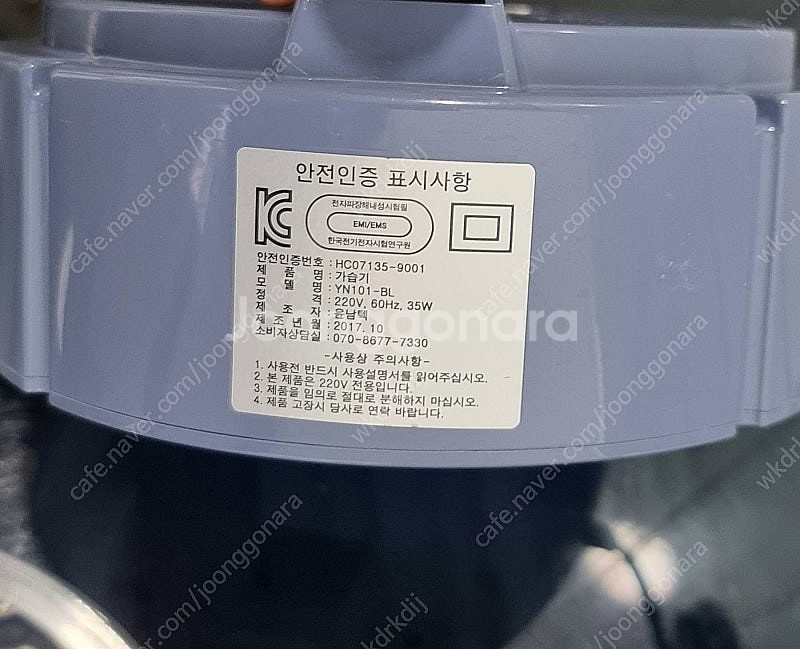 안전인증 표시사항
전자파장해내성시험필
EMI/EMS
한국전기전자시험연구원
안전인증번호 : HC07135-9001
제 품 명 : 가습기
모 델 명 : YN101-BL
정 격 : 220V, 60Hz, 35W
제 조 자 : 윤남텍
제 조 년 월 : 2017. 10
소비자상담실 : 070-8677-7330
-사용상 주의사항-
1. 사용전 반드시 사용설명서를 읽어주십시오.
2. 본 제품은 220V 전용입니다.
3. 제품을 임의로 절대로 분해하지 마십시오.
4. 제품 고장시 당사로 연락 바랍니다.
Joonggonara
cafe.naver.com/joonggonara
wkdrkdij